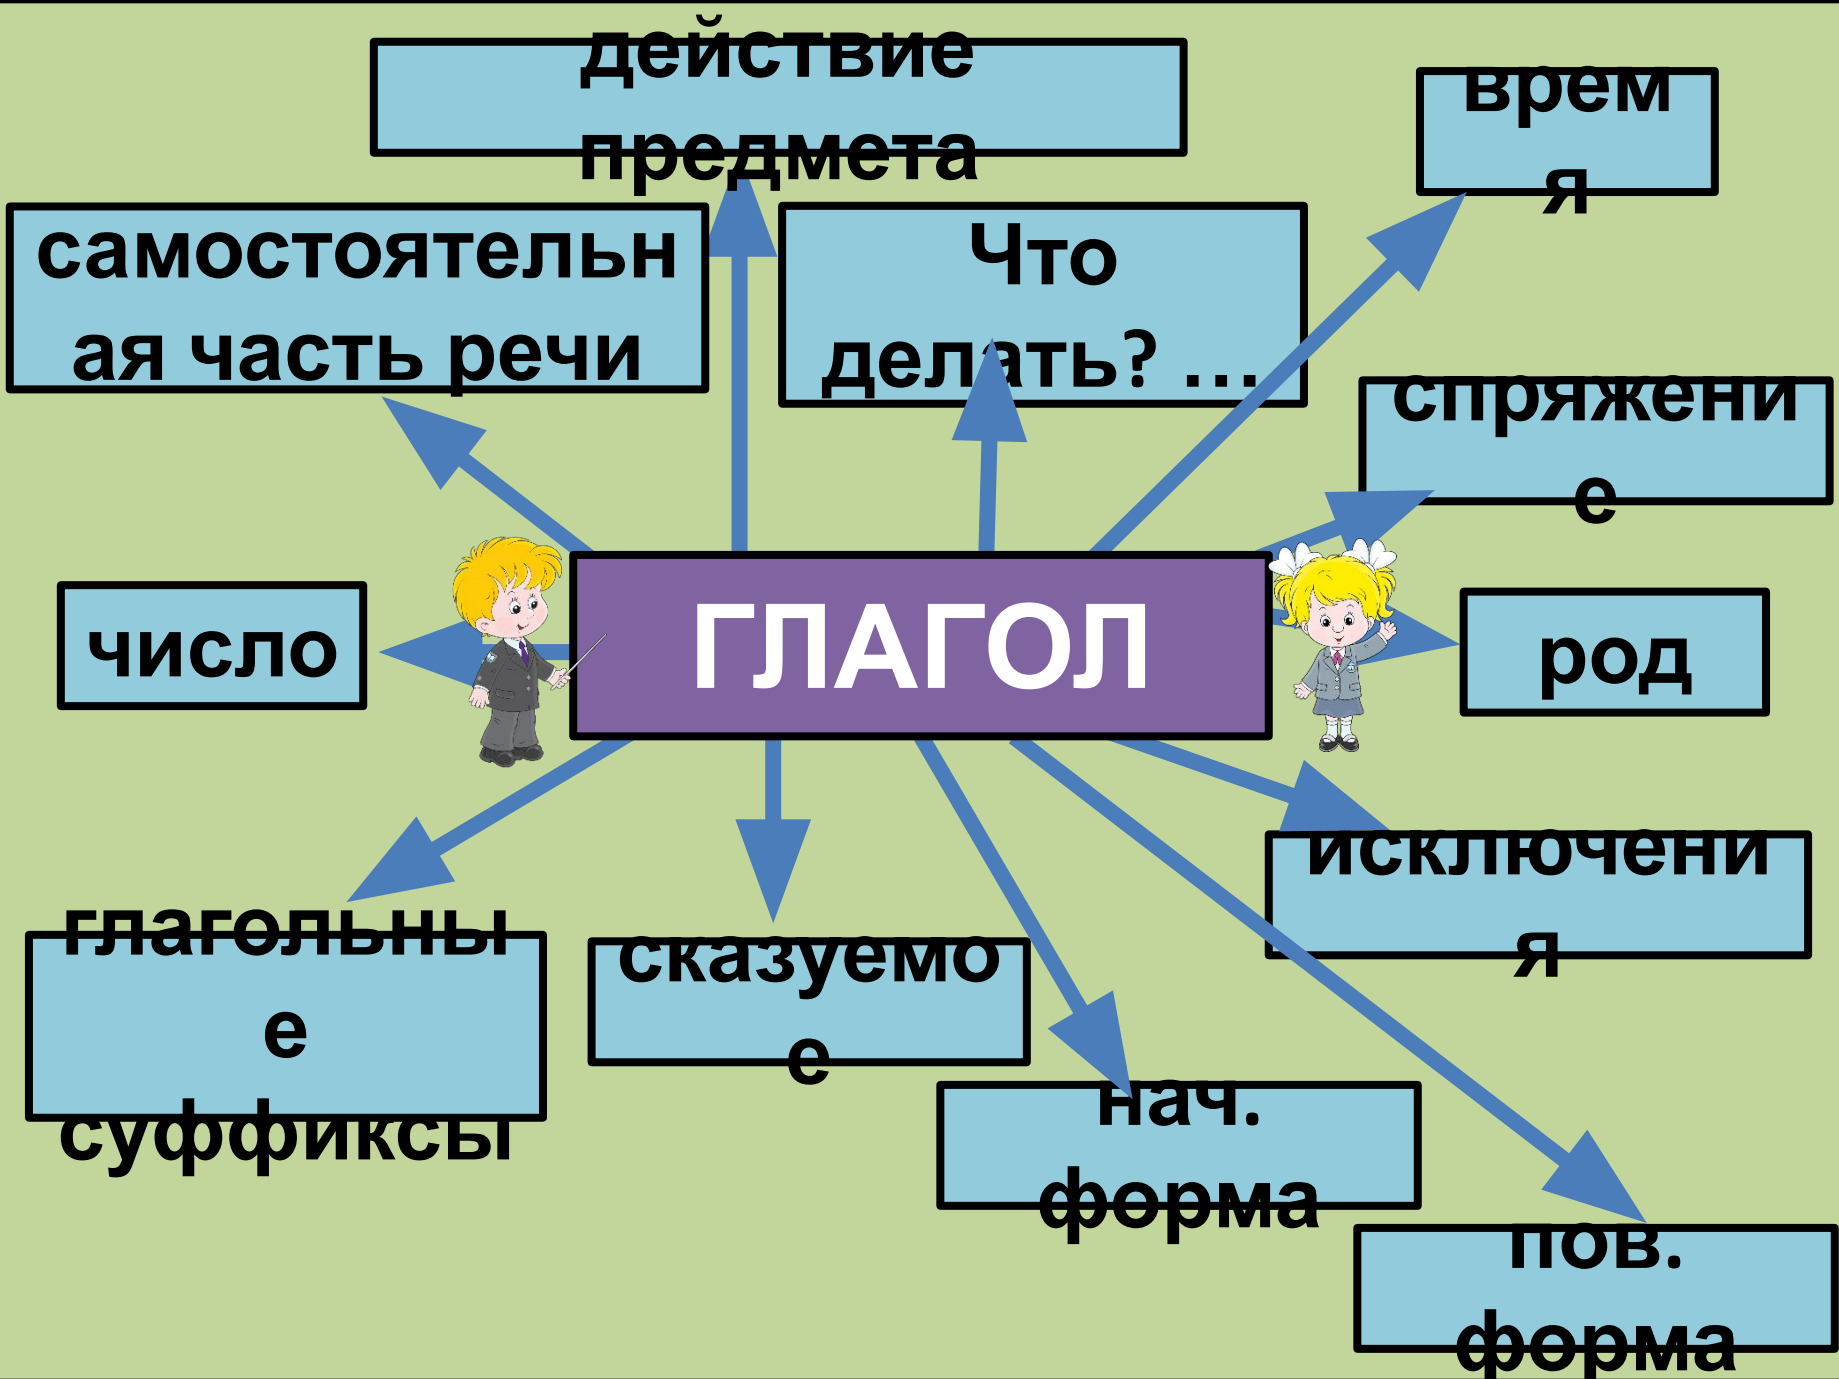 действие
предмета
врем
я
самостоятельн
ая часть речи
Что
делать? ...
спряжени
е
число
ГЛАГОЛ
род
исключени
я
глагольны
е
суффиксы
сказуемо
е
нач.
форма
пов.
форма